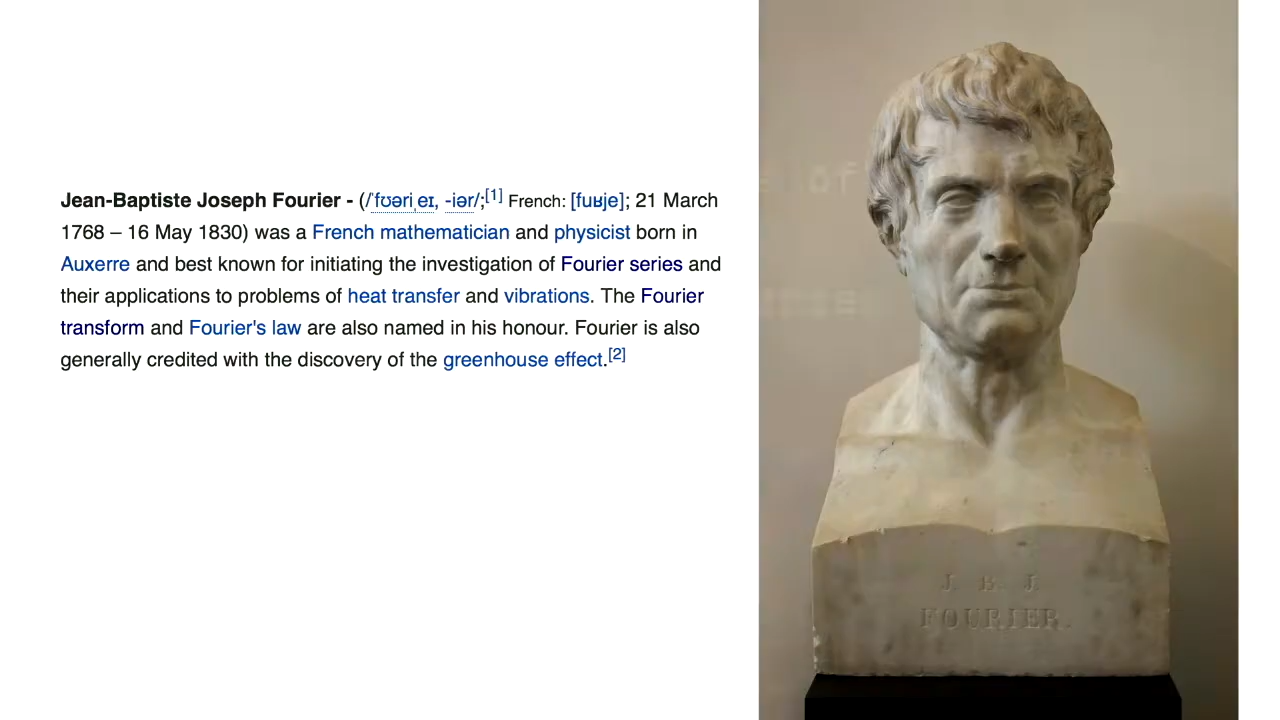 Jean-Baptiste Joseph Fourier - (/ˈfʊəriˌeɪ, -iər/;[1] French: [fuʁje]; 21 March
1768 – 16 May 1830) was a French mathematician and physicist born in
Auxerre and best known for initiating the investigation of Fourier series and
their applications to problems of heat transfer and vibrations. The Fourier
transform and Fourier's law are also named in his honour. Fourier is also
generally credited with the discovery of the greenhouse effect.[2]
J. B. J.
FOURIER.